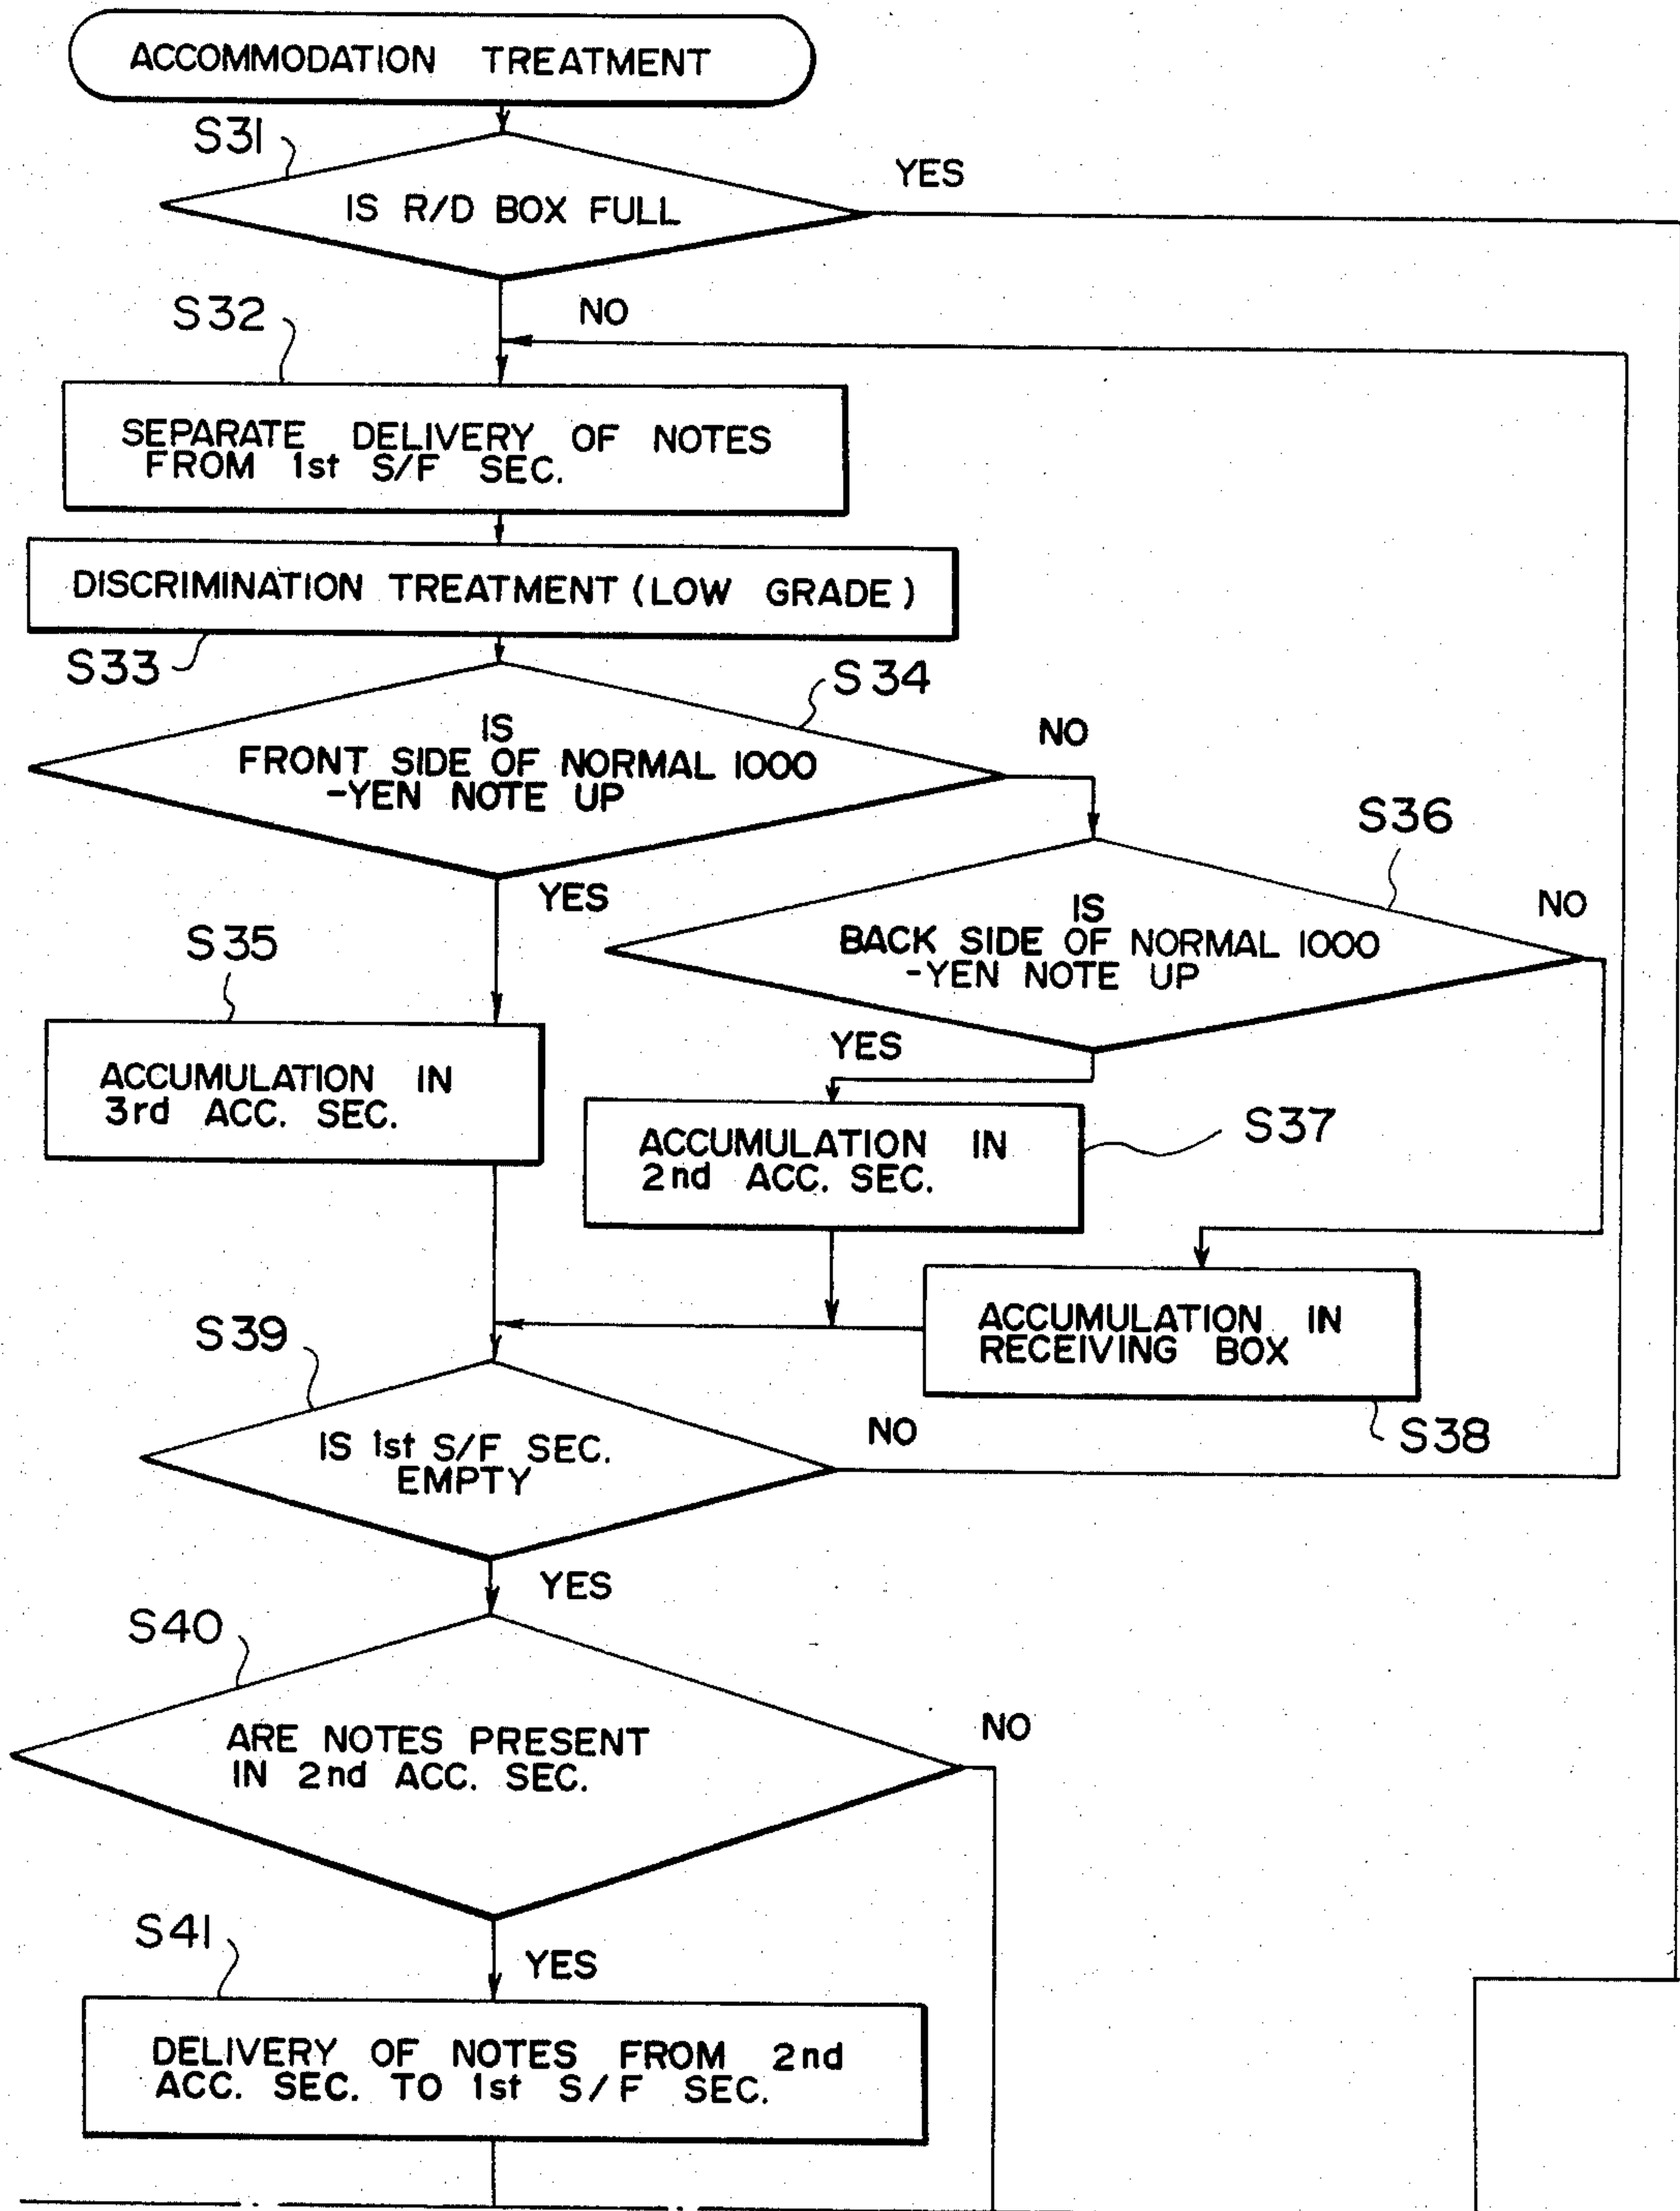 ACCOMMODATION TREATMENT
S31
YES
IS R/D BOX FULL
S32
NO
SEPARATE DELIVERY OF NOTES
FROM 1st S/F SEC.
DISCRIMINATION TREATMENT (LOW GRADE)
S33
S34
IS
FRONT SIDE OF NORMAL 1000
-YEN NOTE UP
NO
YES
S36
IS
BACK SIDE OF NORMAL 1000
-YEN NOTE UP
NO
S35
YES
ACCUMULATION IN
3rd ACC. SEC.
ACCUMULATION IN
2nd ACC. SEC.
S37
ACCUMULATION IN
RECEIVING BOX
S38
S39
IS 1st S/F SEC.
EMPTY
NO
YES
S40
ARE NOTES PRESENT
IN 2nd ACC. SEC.
NO
S41
YES
DELIVERY OF NOTES FROM 2nd
ACC. SEC. TO 1st S/F SEC.